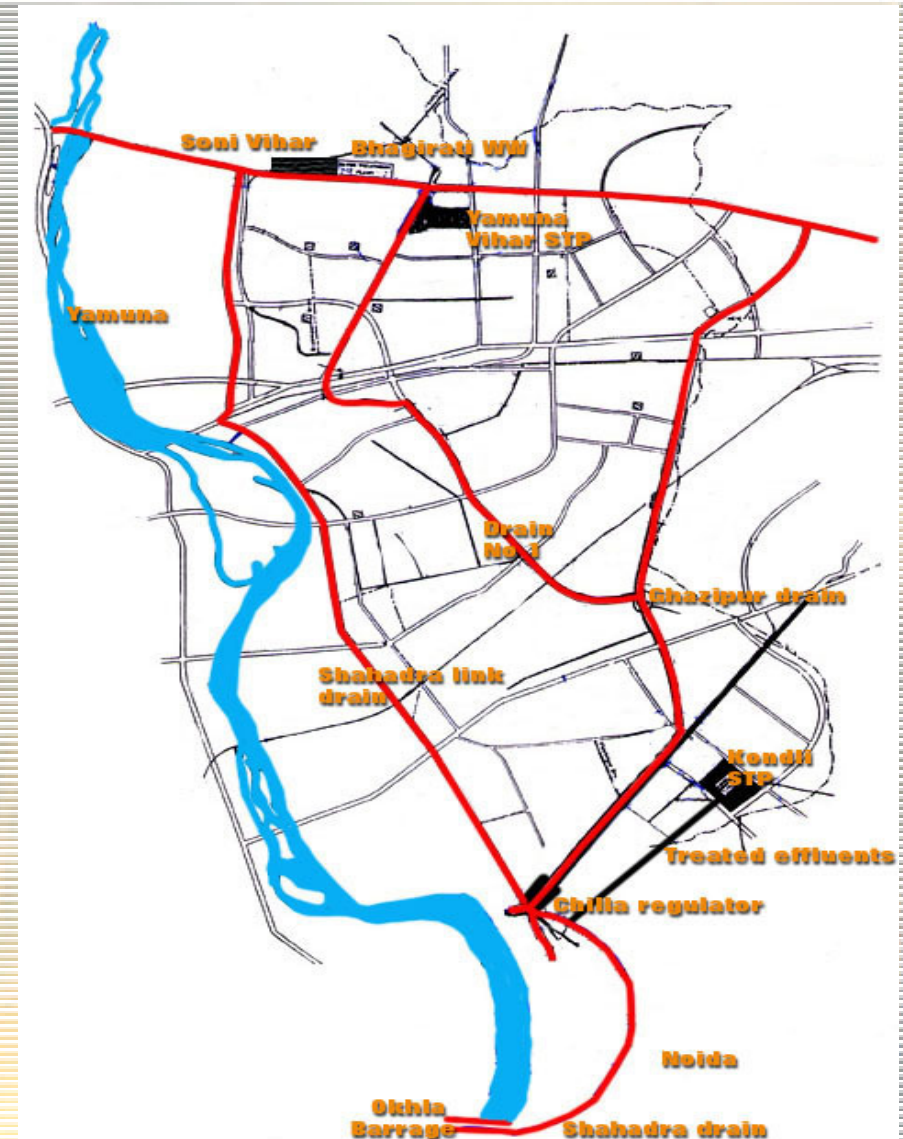 Soni Vihar
Bhagirati WW
Yamuna
Vihar STP
Yamuna
Drain
No 1
Ghazipur drain
Shahadra link
drain
Kondli
STP
Treated effluents
Chilla regulator
Noida
Okhla
Barrage
Shahadra drain